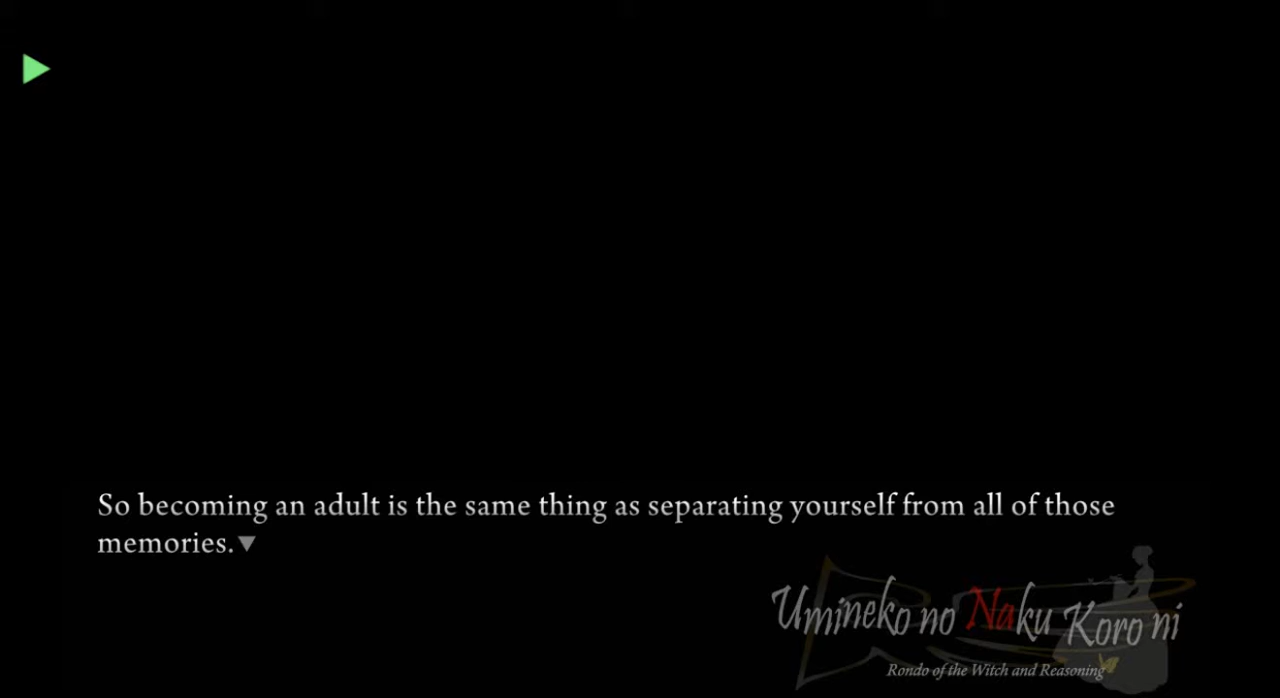 So becoming an adult is the same thing as separating yourself from all of those
memories.
Umineko no Naku Koro ni
Rondo of the Witch and Reasoning